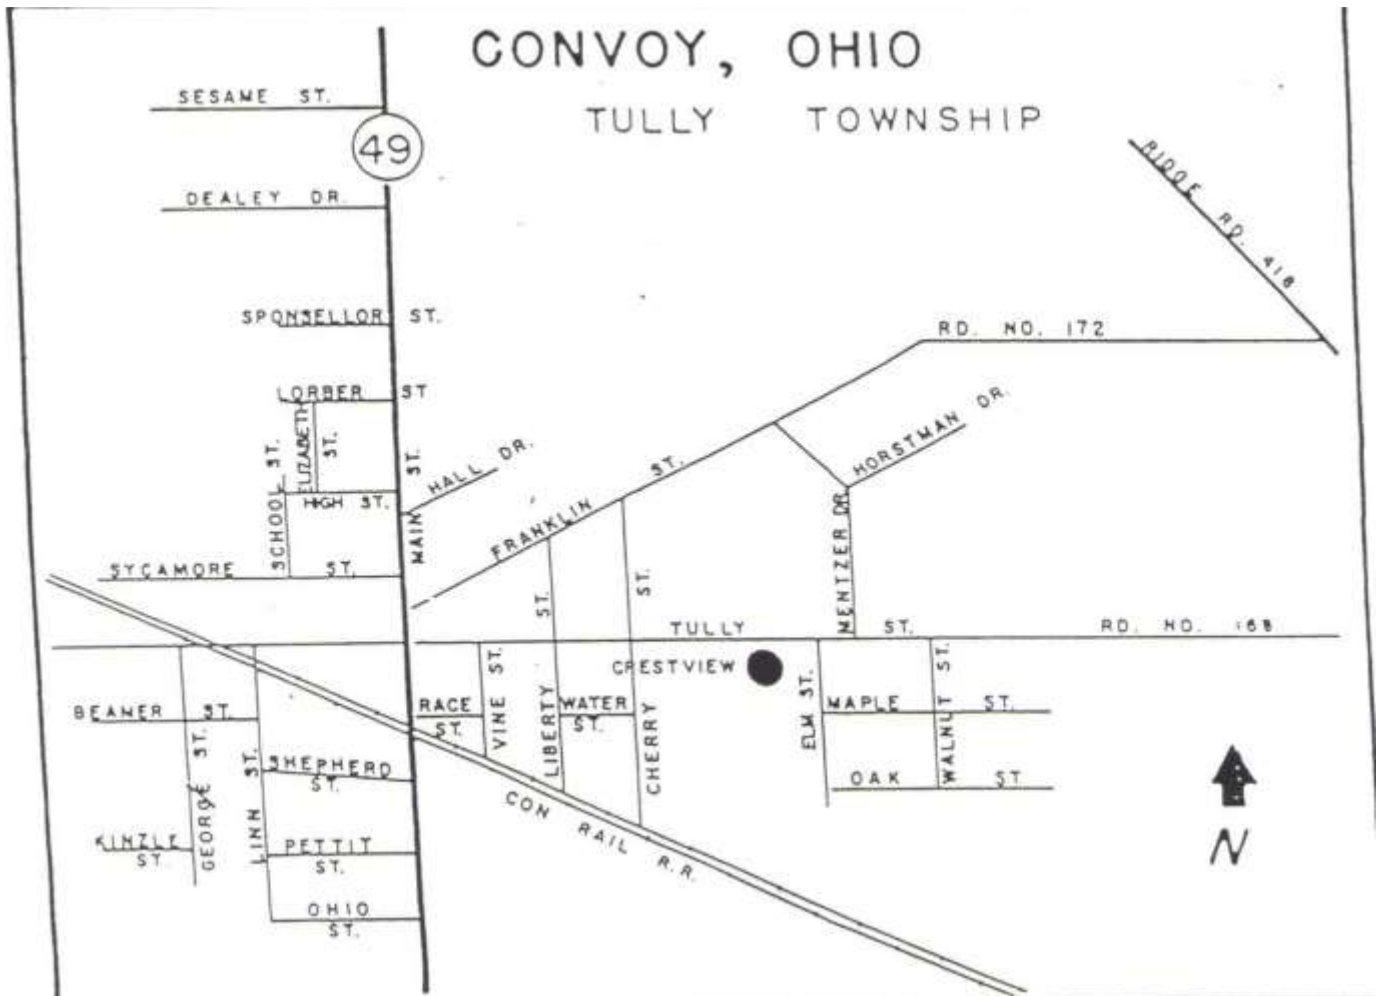 CONVOY, OHIO
TULLY TOWNSHIP
SESAME ST.
49
DEALEY DR.
RIDGE RD. 418
SPONSELLOR ST.
RD. NO. 172
LORBER ST
ELIZABETH ST.
SCHOOL ST.
HIGH ST.
MAIN ST.
HALL DR.
FRANKLIN ST.
HORSTMAN DR.
MENTZER DR.
SYCAMORE ST.
TULLY ST.
RD. NO. 168
CRESTVIEW
BEAMER ST.
GEORGE ST.
LINN ST.
RACE ST.
VINE ST.
LIBERTY ST.
WATER ST.
CHERRY ST.
ELM ST.
MAPLE ST.
WALNUT ST.
OAK ST
SHEPHERD ST.
CON RAIL R.R.
KINZLE ST.
PETTIT ST.
OHIO ST.
N